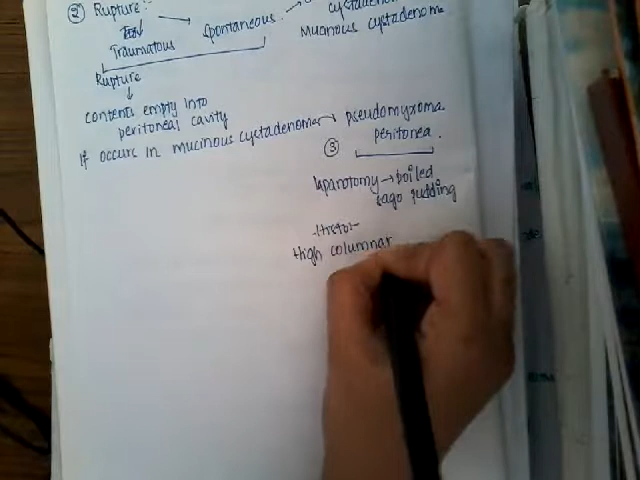 ② Rupture:
Traumatous
spontaneous.
Mucinous cystadenoma
Rupture
contents empty into
peritoneal cavity
If occurs in mucinous cystadenoma → pseudomyxoma
peritonea.
③
laparotomy → boiled
sago pudding
-Histo-
High columnar